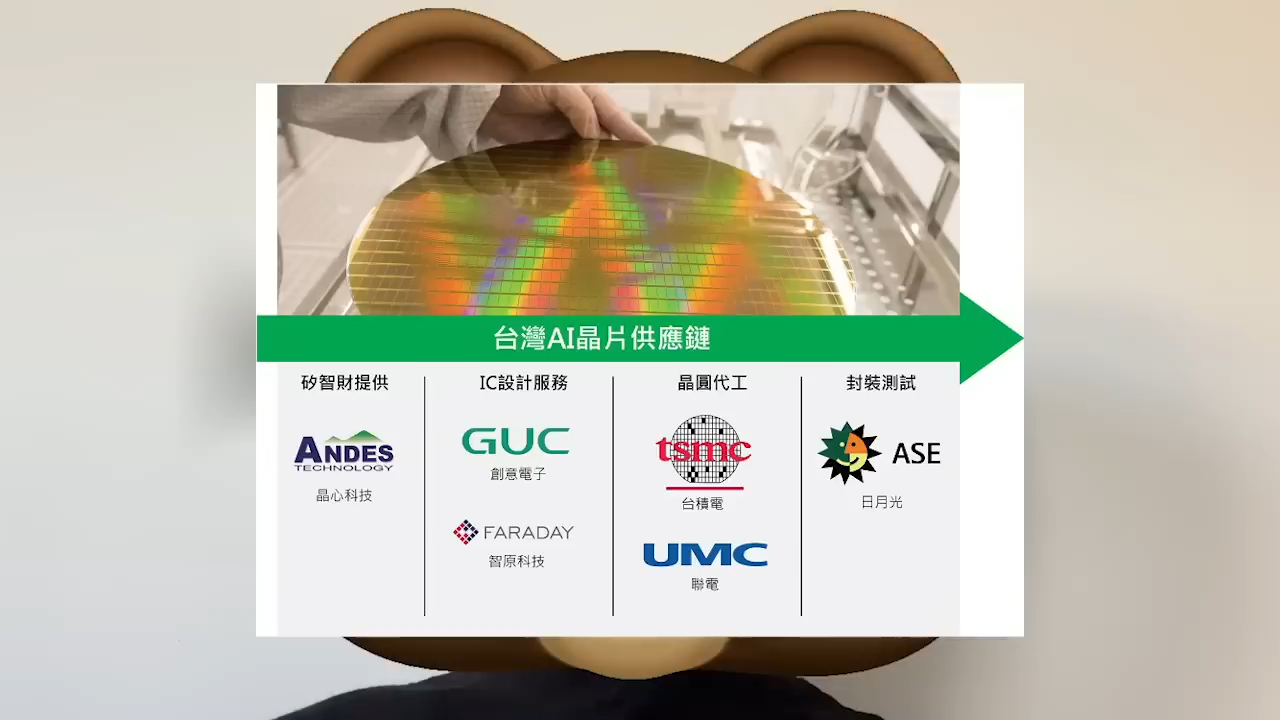 台灣AI晶片供應鏈
矽智財提供
ANDES
TECHNOLOGY
晶心科技
IC設計服務
GUC
創意電子
FARADAY
智原科技
晶圓代工
tsmc
台積電
UMC
聯電
封裝測試
ASE
日月光